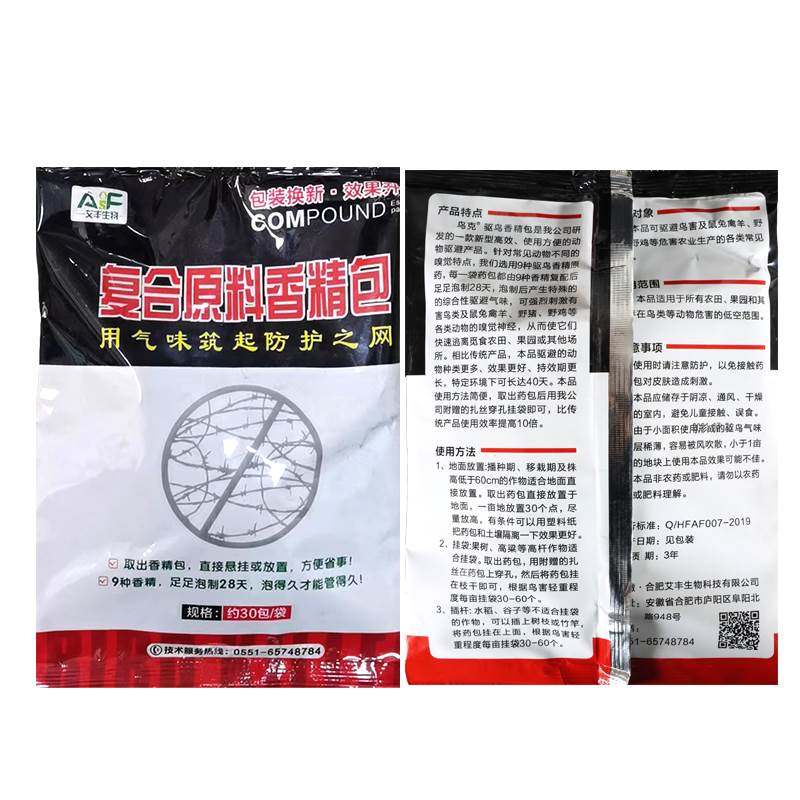 AsF
艾丰生物
包装换新·效果升
COMPOUND
复合原料香精包
用气味筑起防护之网
取出香精包，直接悬挂或放置，方便省事！
9种香精，足足泡制28天，泡得久才能管得久！
规格：约30包/袋
技术服务热线：0551-65748784
产品特点
鸟克®驱鸟香精包是我公司研
发的一款新型高效、使用方便的动
物驱避产品。针对常见动物不同的
嗅觉特点，我们选用9种驱鸟香精原
药，每一袋药包都由9种香精复配后
足足泡制28天，泡制后产生特殊的
的综合性驱避气味，可强烈刺激有
害鸟类及鼠兔禽羊、野猪、野鸡等
各类动物的嗅觉神经，从而使它们
快速逃离觅食农田、果园或其他场
所。相比传统产品，本品驱避的动
物种类更多、效果更好、持效期更
长，特定环境下可长达40天。本品
使用方法简便，取出药包用我公
司附赠的扎丝穿孔挂袋即可，比传
统产品使用效率提高10倍。
使用方法
1、地面放置：播种期、移栽期及株
高低于60cm的作物适合地面直
接放置。取出药包直接放置于
地面，一亩地放置30个点，尽
量放高，有条件可以用塑料纸
把药包和土壤隔离一下效果更好。
2、挂袋：果树、高粱等高杆作物适
合挂袋。取出药包，用附赠的扎
丝在药包上穿孔，然后将药包挂
在枝干即可，根据鸟害轻重程
度每亩挂袋30-60个。
3、插杆：水稻、谷子等不适合挂袋
的作物，可以插上树枝或竹竿，
将药包挂在上面，根据鸟害轻
重程度每亩挂袋30-60个。
对象
本品可驱避鸟害及鼠兔禽羊、野
野鸡等危害农业生产的各类常见
范围
本品适用于所有农田、果园和其
在鸟类等动物危害的低空范围。
意事项
使用时请注意防护，以免接触药
包对皮肤造成刺激。
本品应储存于阴凉、通风、干燥
的室内，避免儿童接触、误食。
由于小面积使用形成的驱鸟气味
层稀薄，容易被风吹散，小于1亩
的地块上使用本品效果可能不佳。
本品非农药或肥料，请勿以农药
或肥料理解。
标准：Q/HFAF007-2019
日期：见包装
质 期：3年
合肥艾丰生物科技有限公司
：安徽省合肥市庐阳区阜阳北
路948号
51-65748784